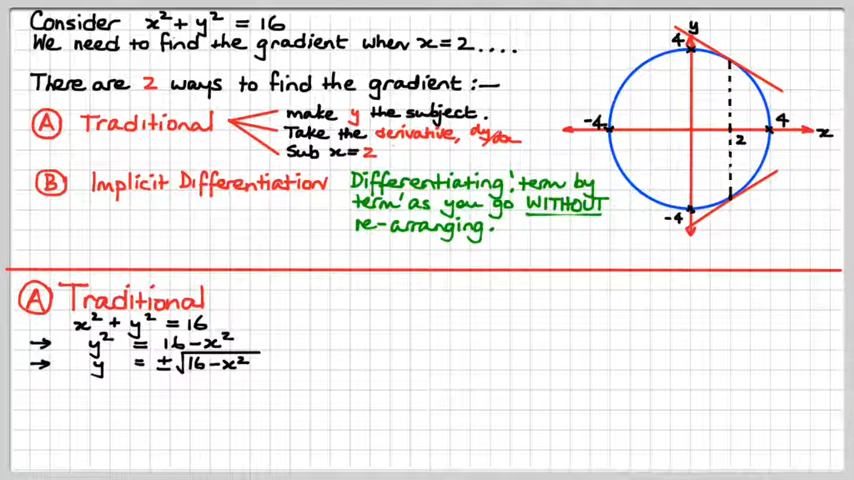 Consider x² + y² = 16
We need to find the gradient when x = 2 ....
There are 2 ways to find the gradient :-
A Traditional
make y the subject.
Take the derivative, dy/dx
Sub x = 2
B Implicit Differentiation
Differentiating 'term by
term' as you go WITHOUT
re-arranging.
y
4
-4
4
x
2
-4
A Traditional
x² + y² = 16
→ y² = 16 - x²
→ y = ±√16 - x²